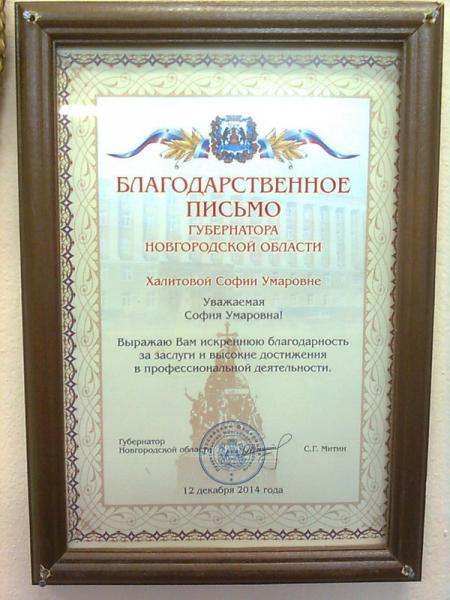 БЛАГОДАРСТВЕННОЕ
ПИСЬМО
ГУБЕРНАТОРА
НОВГОРОДСКОЙ ОБЛАСТИ
Халитовой Софии Умаровне
Уважаемая
София Умаровна!
Выражаю Вам искреннюю благодарность
за заслуги и высокие достижения
в профессиональной деятельности.
Губернатор
Новгородской области
С.Г. Митин
12 декабря 2014 года